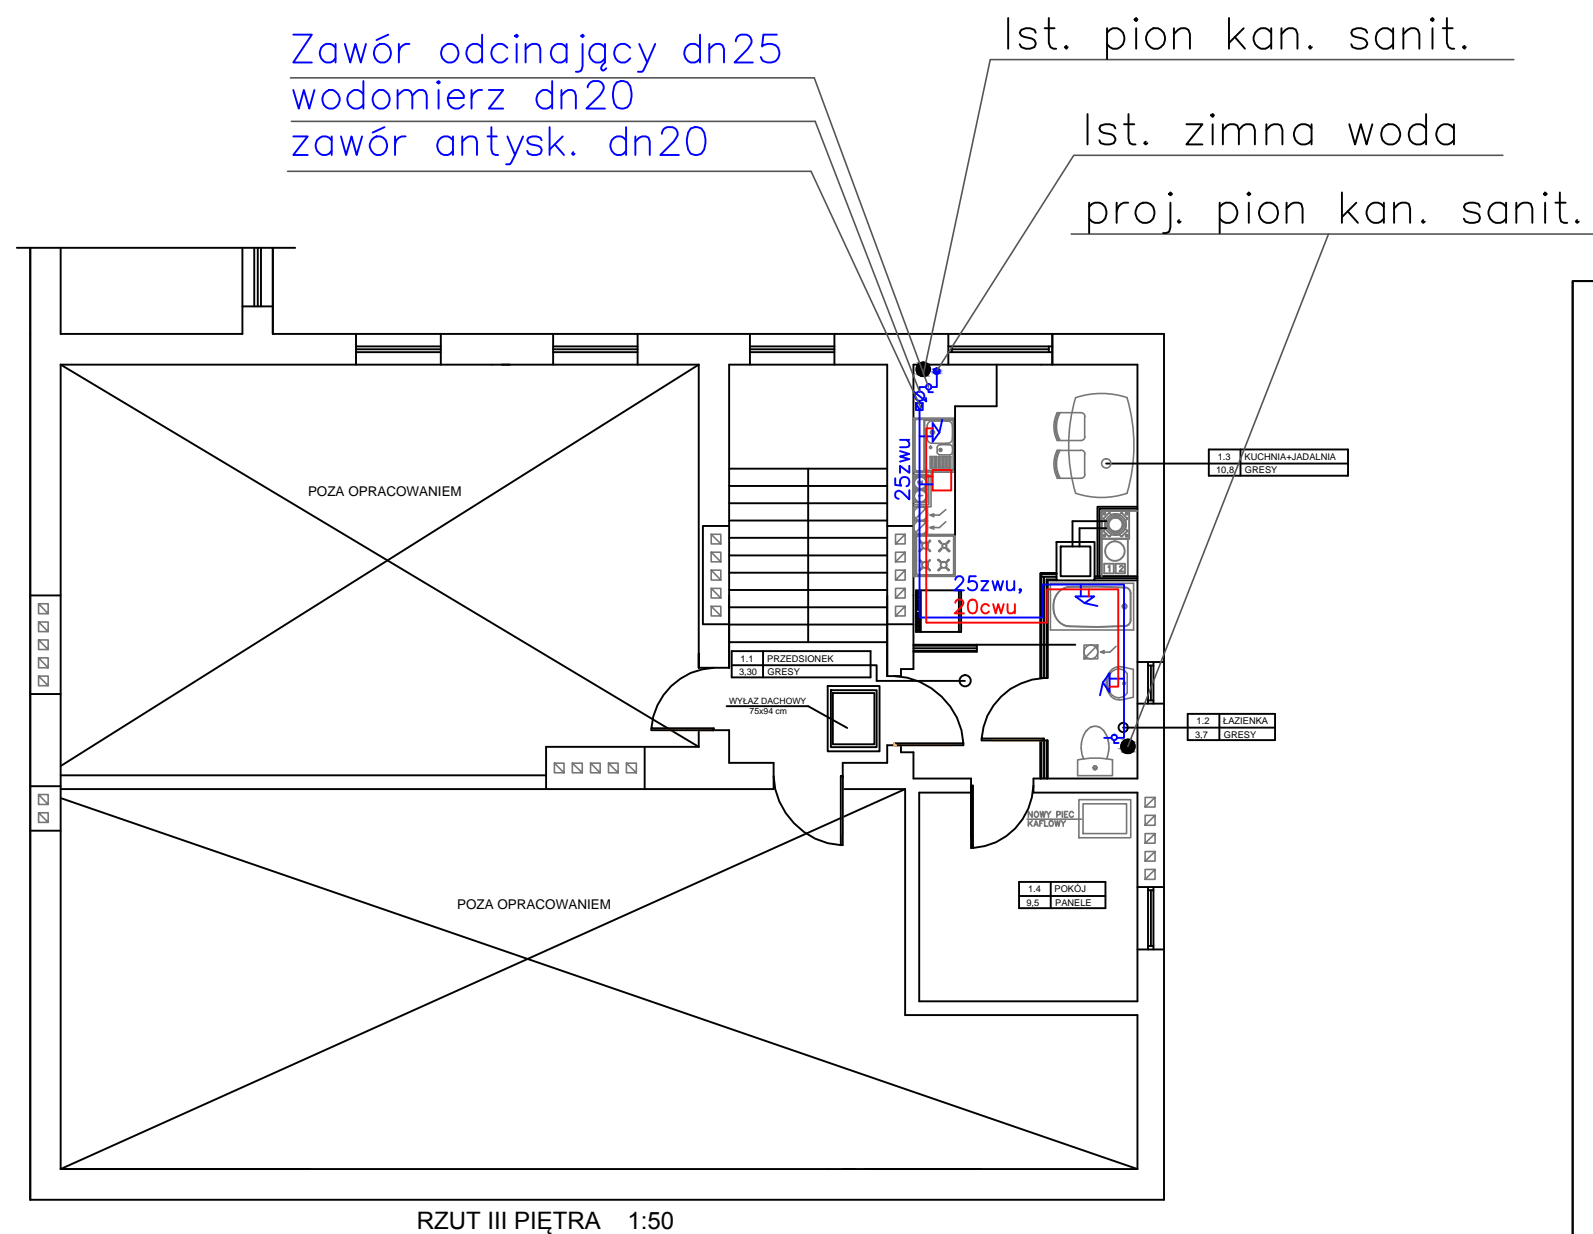 Zawór odcinający dn25
wodomierz dn20
zawór antysk. dn20
Ist. pion kan. sanit.
Ist. zimna woda
proj. pion kan. sanit.
POZA OPRACOWANIEM
25zwu
1.3 KUCHNIA+JADALNIA
10,8 GRESY
1 2
25zwu,
20cwu
1.1 PRZEDSIONEK
3,30 GRESY
WYŁAZ DACHOWY
75x94 cm
1.2 ŁAZIENKA
3,7 GRESY
NOWY PIEC
KAFLOWY
1.4 POKÓJ
9,5 PANELE
POZA OPRACOWANIEM
RZUT III PIĘTRA 1:50